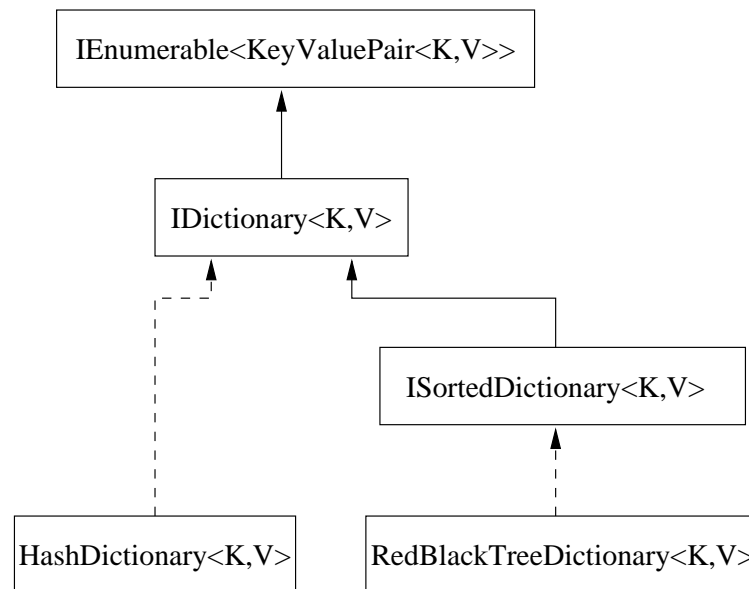 IEnumerable<KeyValuePair<K,V>>
IDictionary<K,V>
ISortedDictionary<K,V>
HashDictionary<K,V>
RedBlackTreeDictionary<K,V>